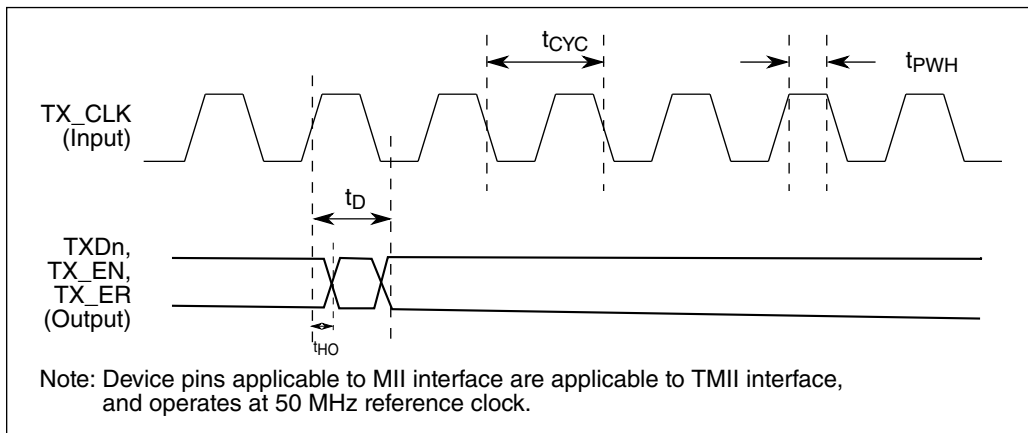 tCYC
tPWH
TX_CLK
(Input)
tD
TXDn,
TX_EN,
TX_ER
(Output)
tHO
Note: Device pins applicable to MII interface are applicable to TMII interface,
and operates at 50 MHz reference clock.